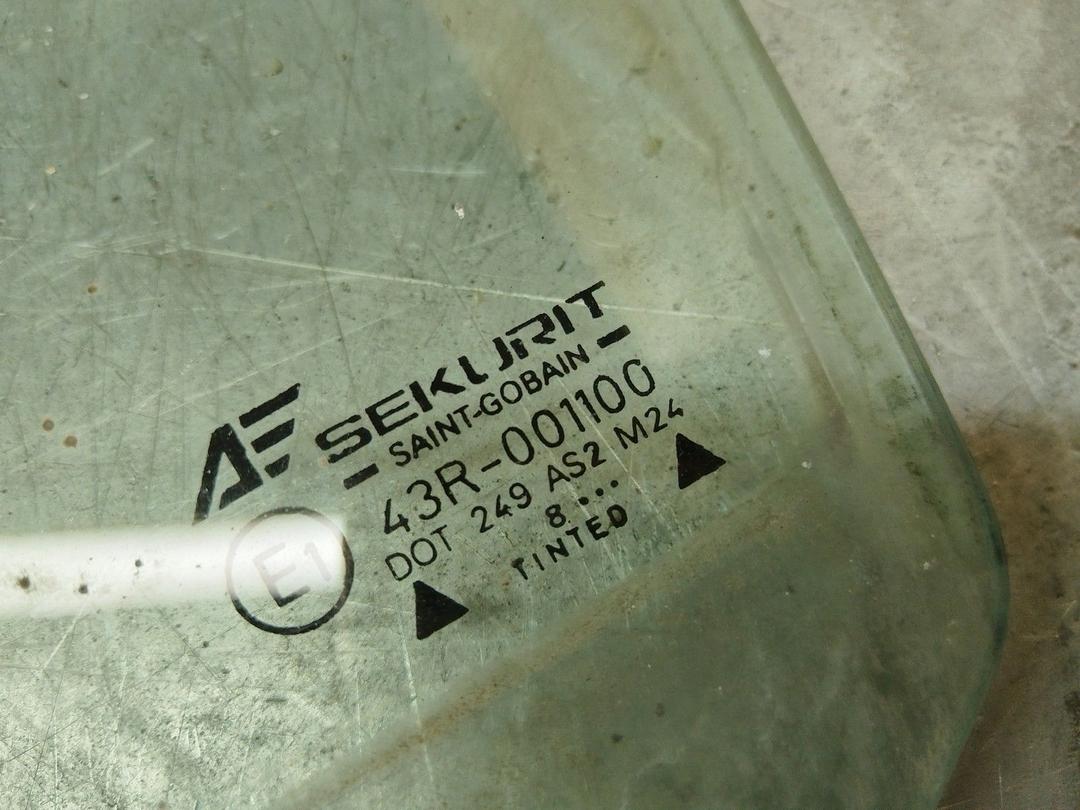 SEKURIT
SAINT-GOBAIN
43R-001100
E1
DOT 249 AS2 M24
8...
TINTED